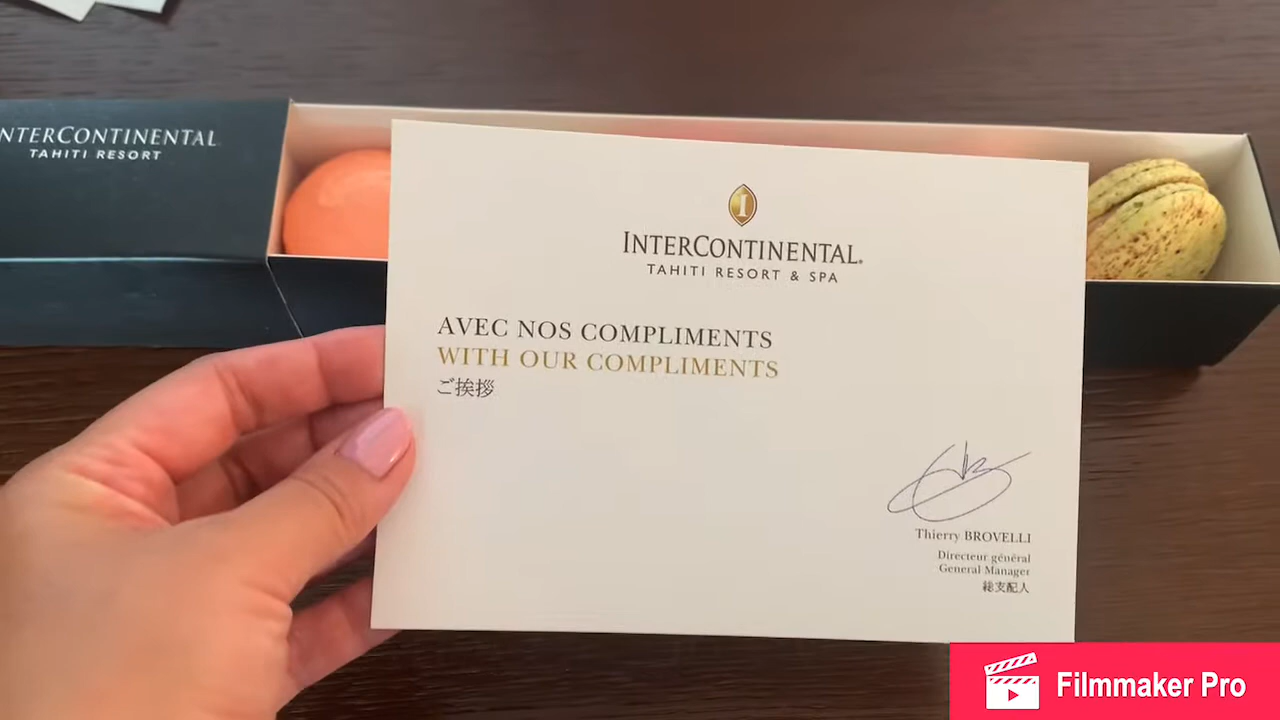 INTERCONTINENTAL
TAHITI RESORT
INTERCONTINENTAL®
TAHITI RESORT & SPA
AVEC NOS COMPLIMENTS
WITH OUR COMPLIMENTS
ご挨拶
Thierry BROVELLI
Directeur général
General Manager
総支配人
Filmmaker Pro